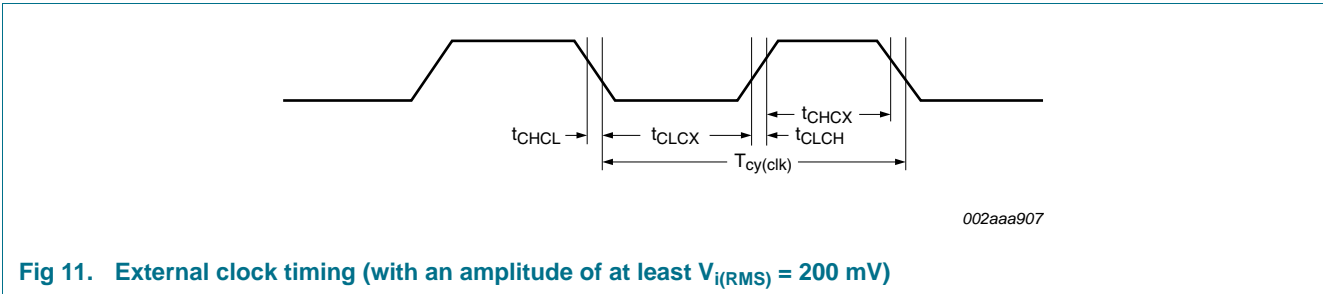 tCHCX
tCHCL tCLCX tCLCH
Tcy(clk)
002aaa907
Fig 11. External clock timing (with an amplitude of at least Vi(RMS) = 200 mV)